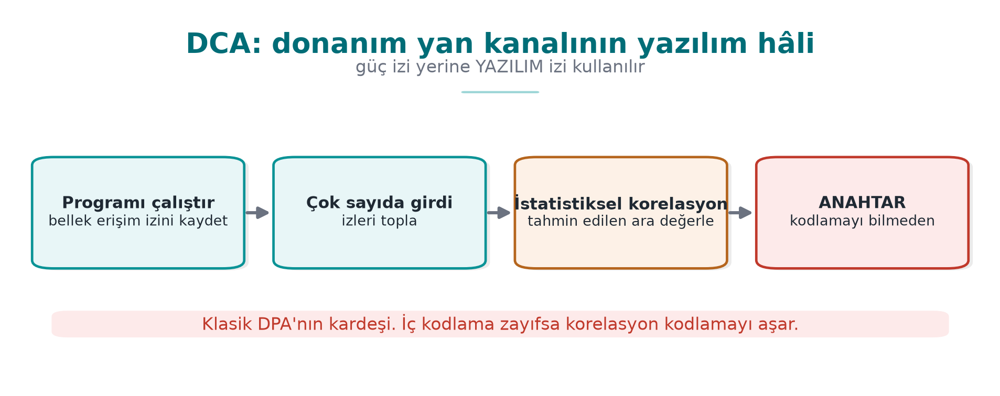 DCA: donanım yan kanalının yazılım hâli
güç izi yerine YAZILIM izi kullanılır
Programı çalıştır
bellek erişim izini kaydet
Çok sayıda girdi
izleri topla
İstatistiksel korelasyon
tahmin edilen ara değerle
ANAHTAR
kodlamayı bilmeden
Klasik DPA'nın kardeşi. İç kodlama zayıfsa korelasyon kodlamayı aşar.